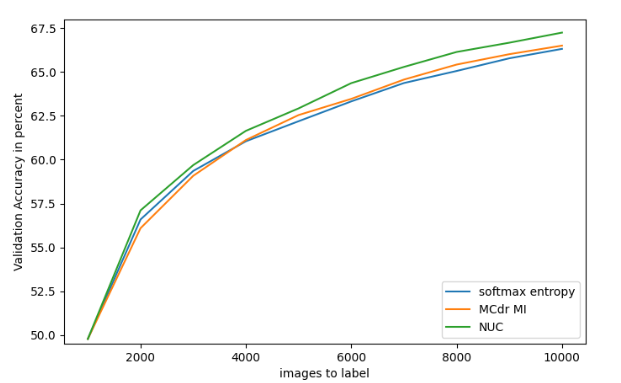 Validation Accuracy in percent
67.5
65.0
62.5
60.0
57.5
55.0
52.5
50.0
softmax entropy
MCdr MI
NUC
2000 4000 6000 8000 10000
images to label